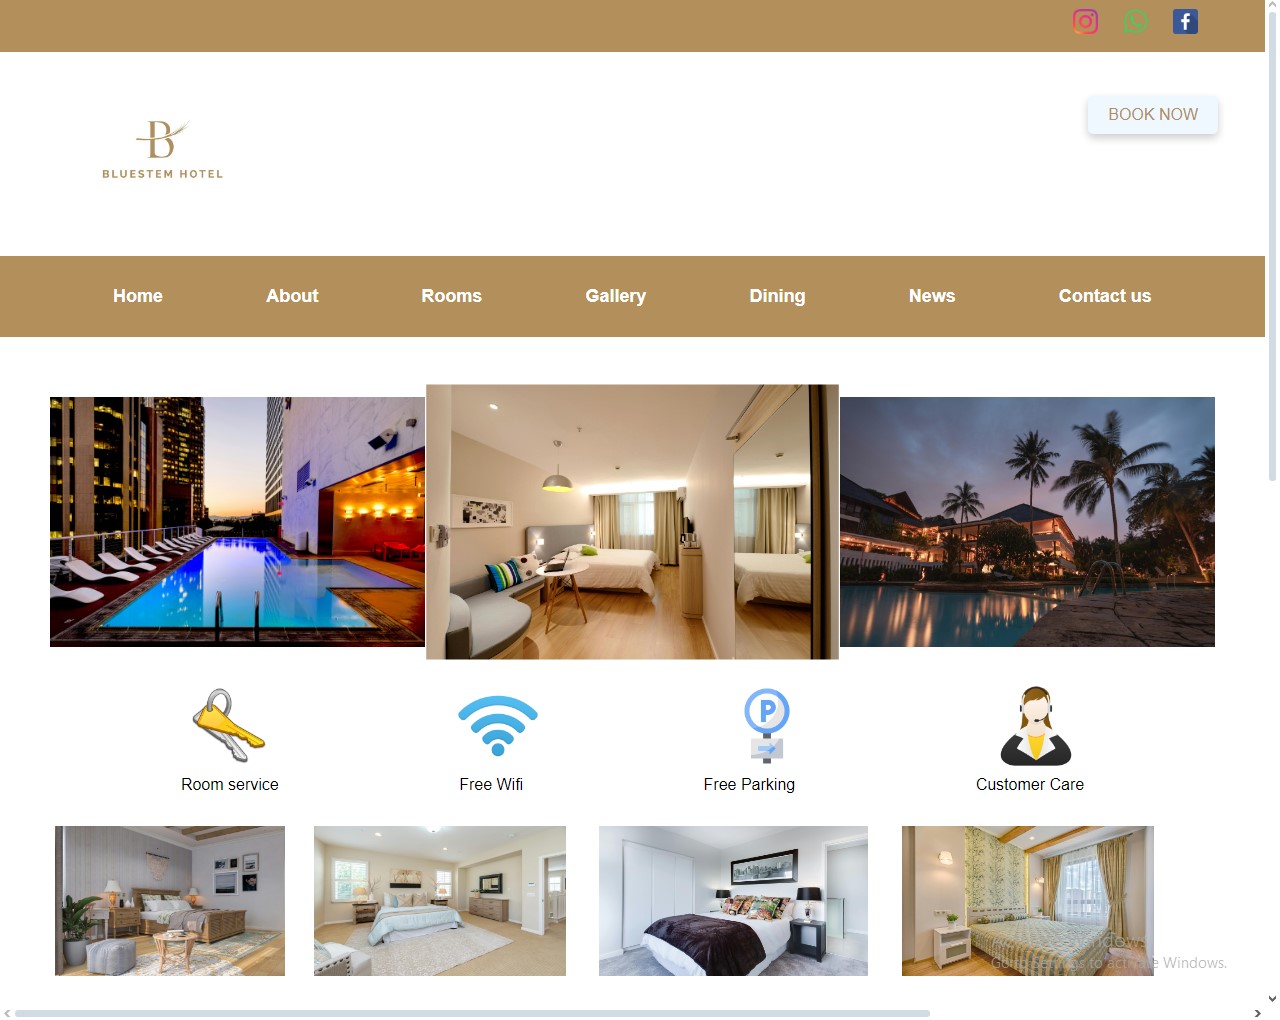 BOOK NOW
B
BLUESTEM HOTEL
Home About Rooms Gallery Dining News Contact us
P
Room service Free Wifi Free Parking Customer Care
Windows
Go to Settings to activate Windows.